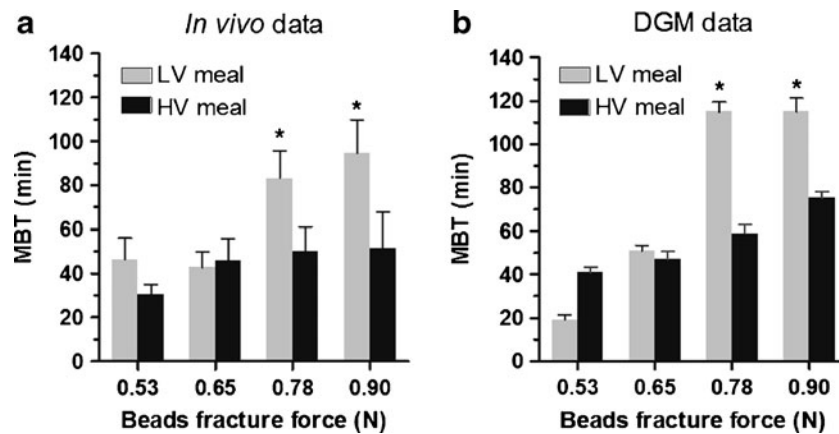 a
In vivo data
LV meal
HV meal
*
*
140
120
100
80
60
40
20
0
MBT (min)
0.53 0.65 0.78 0.90
Beads fracture force (N)
b
DGM data
LV meal
HV meal
*
*
140
120
100
80
60
40
20
0
MBT (min)
0.53 0.65 0.78 0.90
Beads fracture force (N)